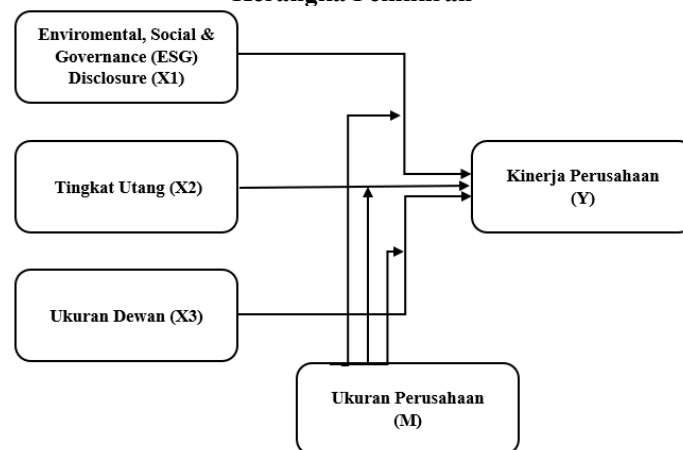 Kerangka Pemikiran
Enviromental, Social &
Governance (ESG)
Disclosure (X1)
Tingkat Utang (X2)
Kinerja Perusahaan
(Y)
Ukuran Dewan (X3)
Ukuran Perusahaan
(M)